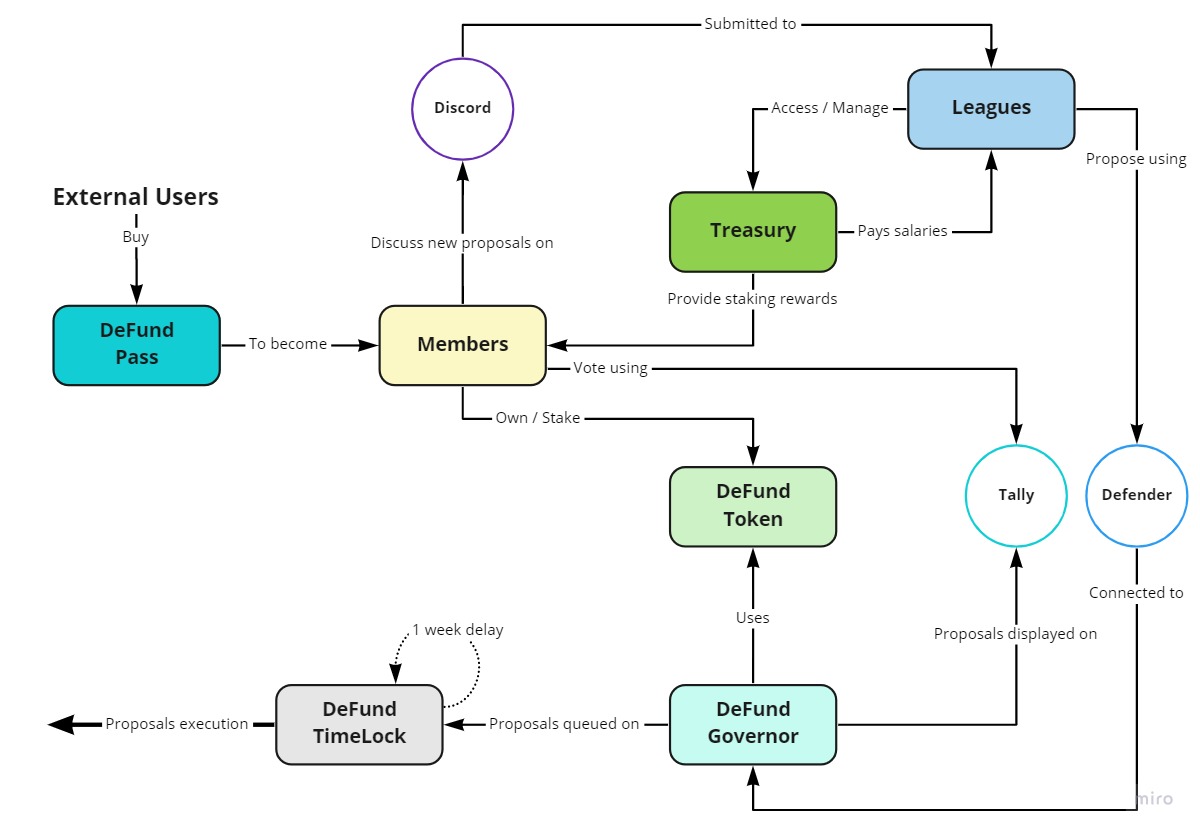 Submitted to
Discord
Access / Manage
Leagues
Propose using
External Users
Buy
Discuss new proposals on
Treasury
Pays salaries
Provide staking rewards
DeFund
Pass
To become
Members
Vote using
Own / Stake
DeFund
Token
Tally
Defender
Connected to
Uses
1 week delay
Proposals displayed on
Proposals execution
DeFund
TimeLock
Proposals queued on
DeFund
Governor
miro